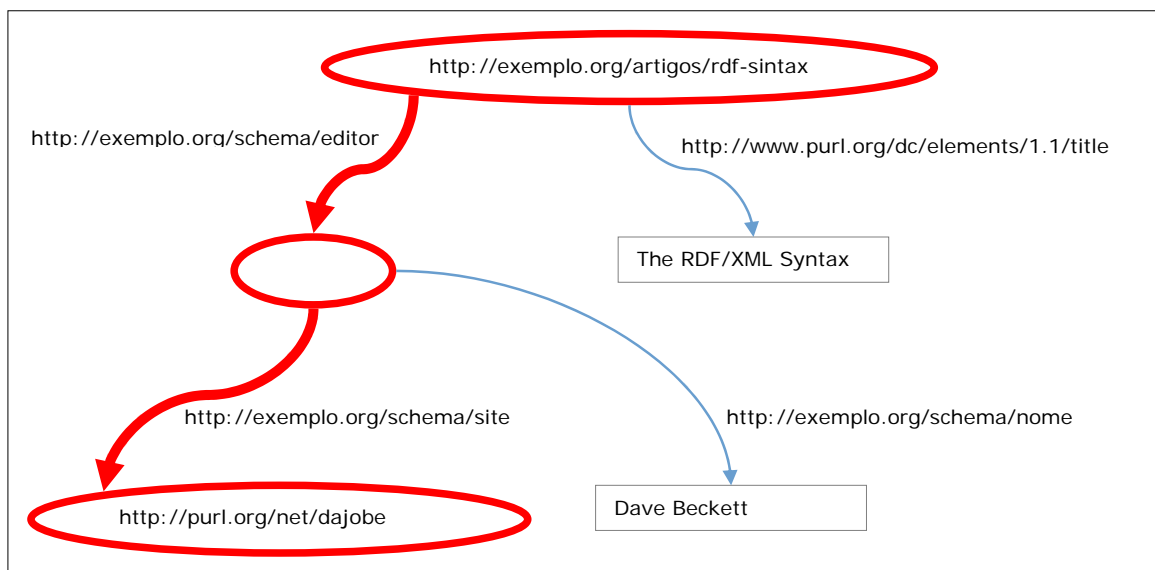 http://exemplo.org/artigos/rdf-sintax
http://exemplo.org/schema/editor
http://www.purl.org/dc/elements/1.1/title
The RDF/XML Syntax
http://exemplo.org/schema/site
http://exemplo.org/schema/nome
http://purl.org/net/dajobe
Dave Beckett